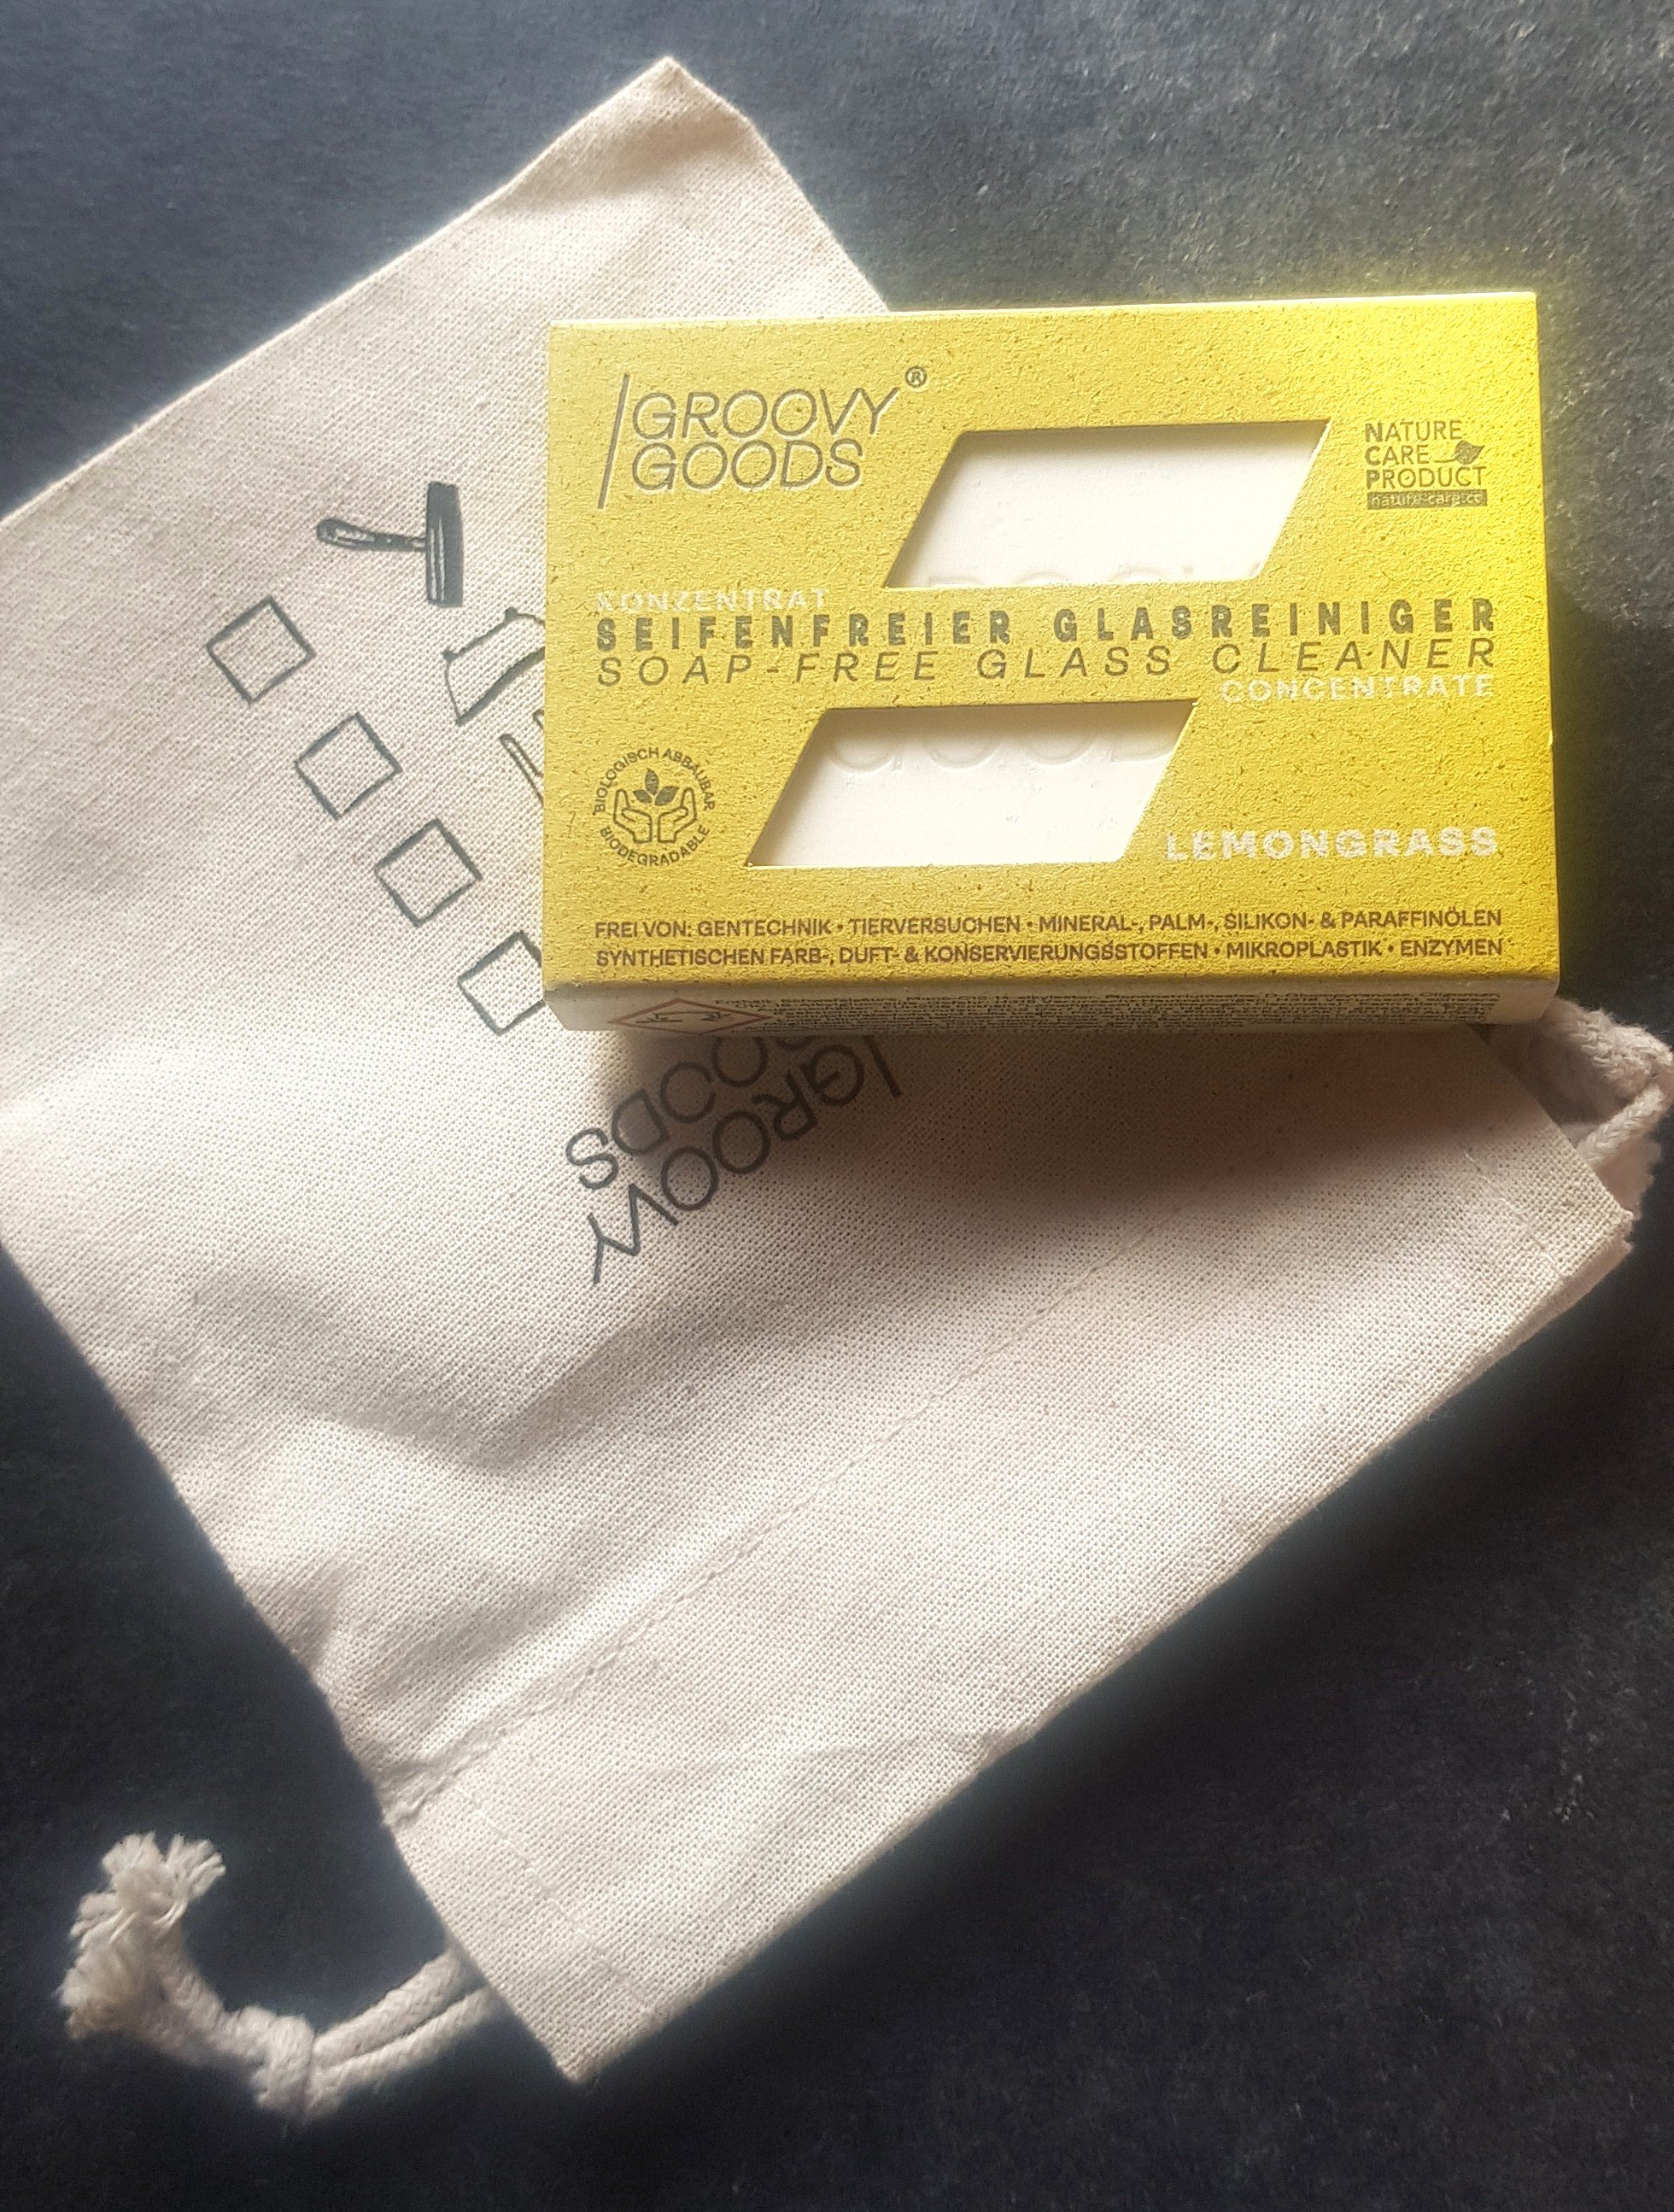 /GROOVY®
GOODS
NATURE
CARE
PRODUCT
nature-care.cc
KONZENTRAT
SEIFENFREIER GLASREINIGER
SOAP-FREE GLASS CLEANER
CONCENTRATE
BIOLOGISCH ABBAUBAR
BIODEGRADABLE
LEMONGRASS
FREI VON: GENTECHNIK • TIERVERSUCHEN • MINERAL-, PALM-, SILIKON- & PARAFFINÖLEN
SYNTHETISCHEN FARB-, DUFT- & KONSERVIERUNGSSTOFFEN • MIKROPLASTIK • ENZYMEN
/GROOVY
GOODS